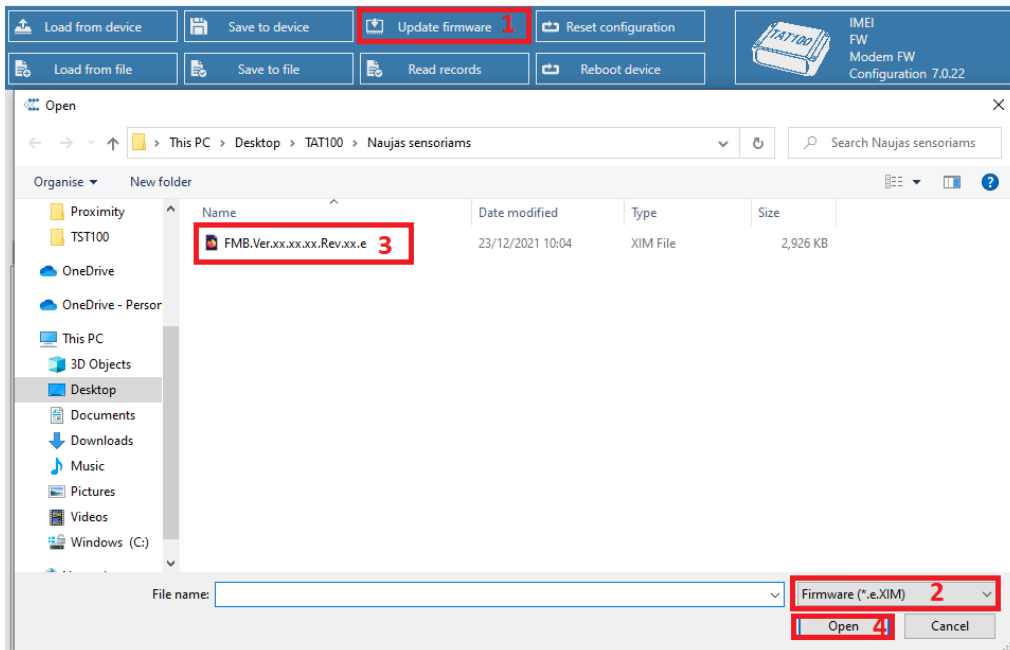 Load from device
Save to device
Update firmware 1
Reset configuration
Load from file
Save to file
Read records
Reboot device
TAT100
IMEI
FW
Modem FW
Configuration 7.0.22
Open
This PC > Desktop > TAT100 > Naujas sensoriams
Search Naujas sensoriams
Organise
New folder
Proximity
TST100
OneDrive
OneDrive - Person
This PC
3D Objects
Desktop
Documents
Downloads
Music
Pictures
Videos
Windows (C:)
Name Date modified Type Size
FMB.Ver.xx.xx.xx.Rev.xx.e 3 23/12/2021 10:04 XIM File 2,926 KB
File name:
Firmware (*.e.XIM) 2
Open 4
Cancel